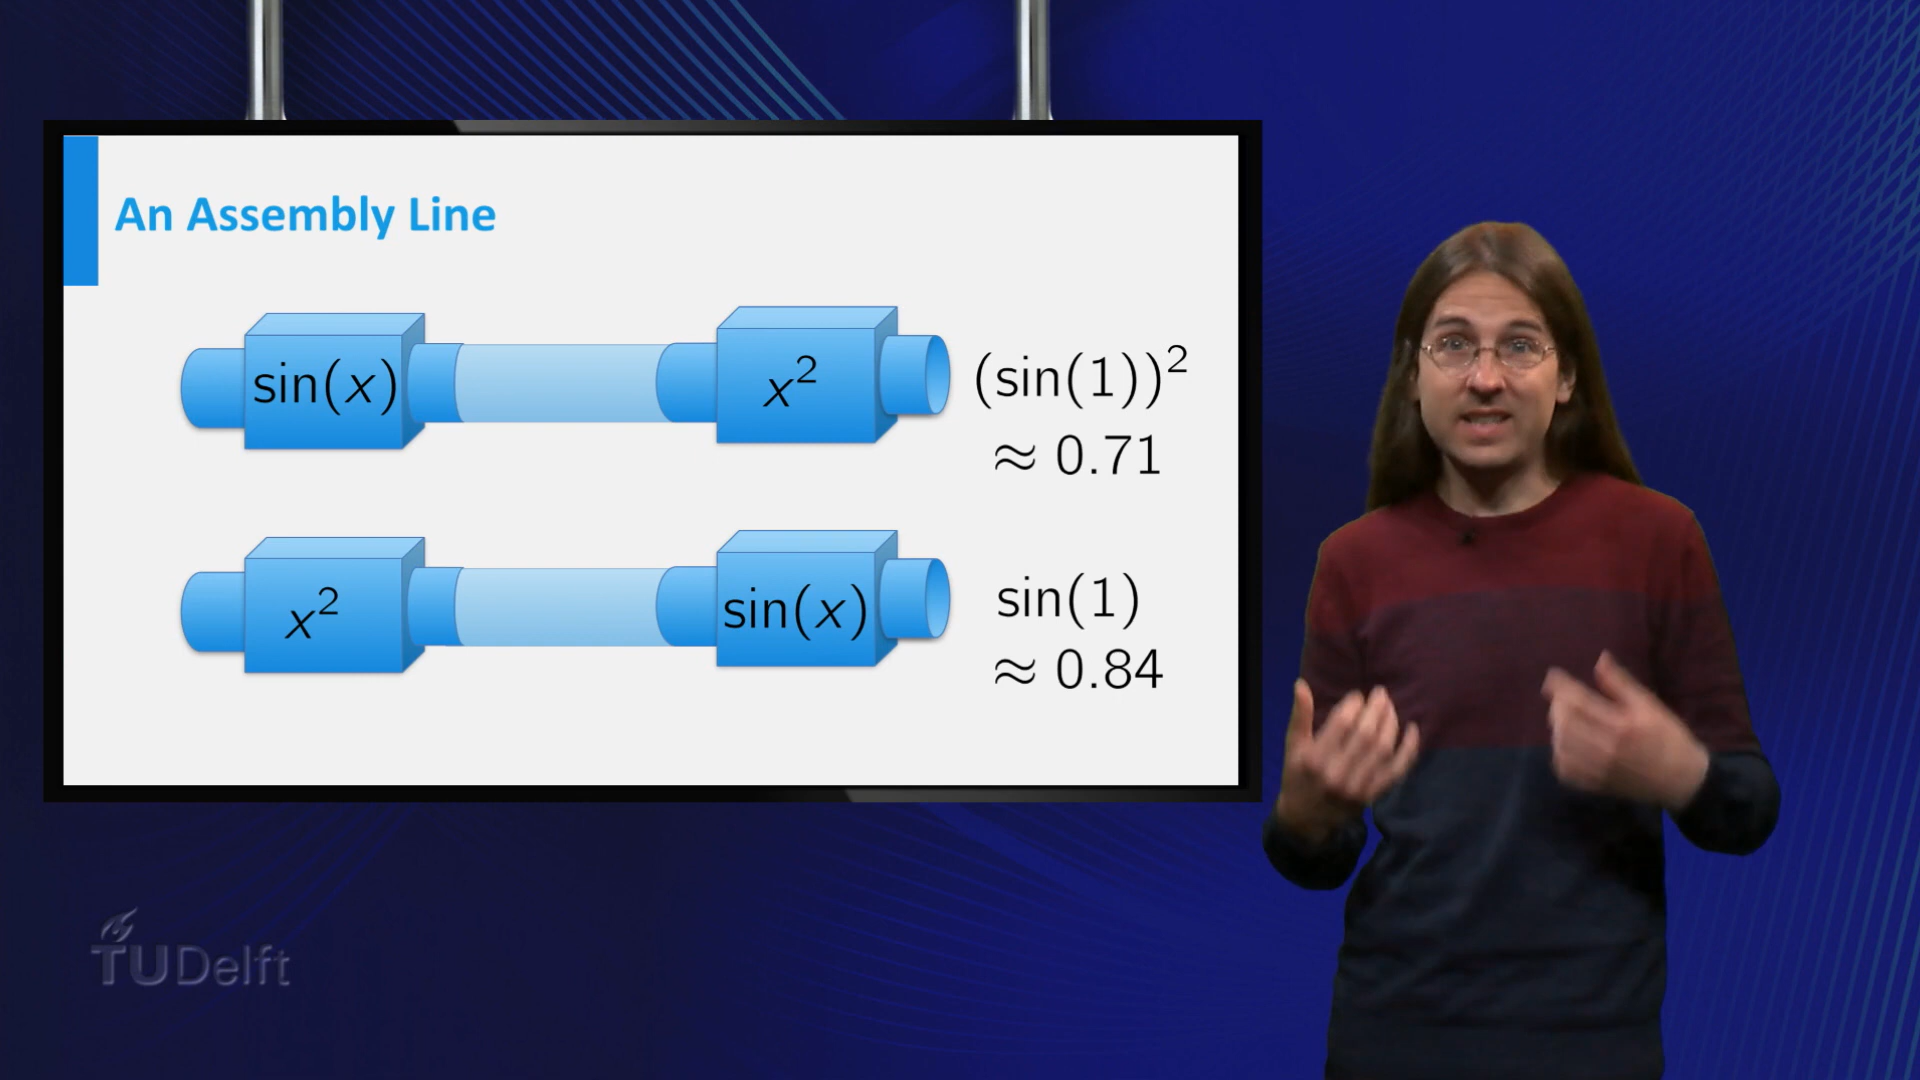 An Assembly Line
sin(x)
x²
(sin(1))²
≈ 0.71
x²
sin(x)
sin(1)
≈ 0.84
TUDelft